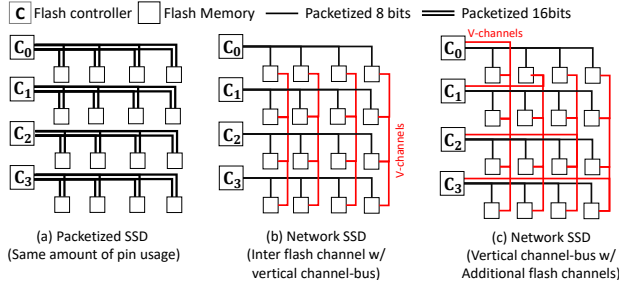 C Flash controller Flash Memory Packetized 8 bits Packetized 16bits
V-channels
C0 C0 C0
C1 C1 C1
C2 C2 C2
C3 C3 C3
V-channels
(a) Packetized SSD
(Same amount of pin usage)
(b) Network SSD
(Inter flash channel w/
vertical channel-bus)
(c) Network SSD
(Vertical channel-bus w/
Additional flash channels)